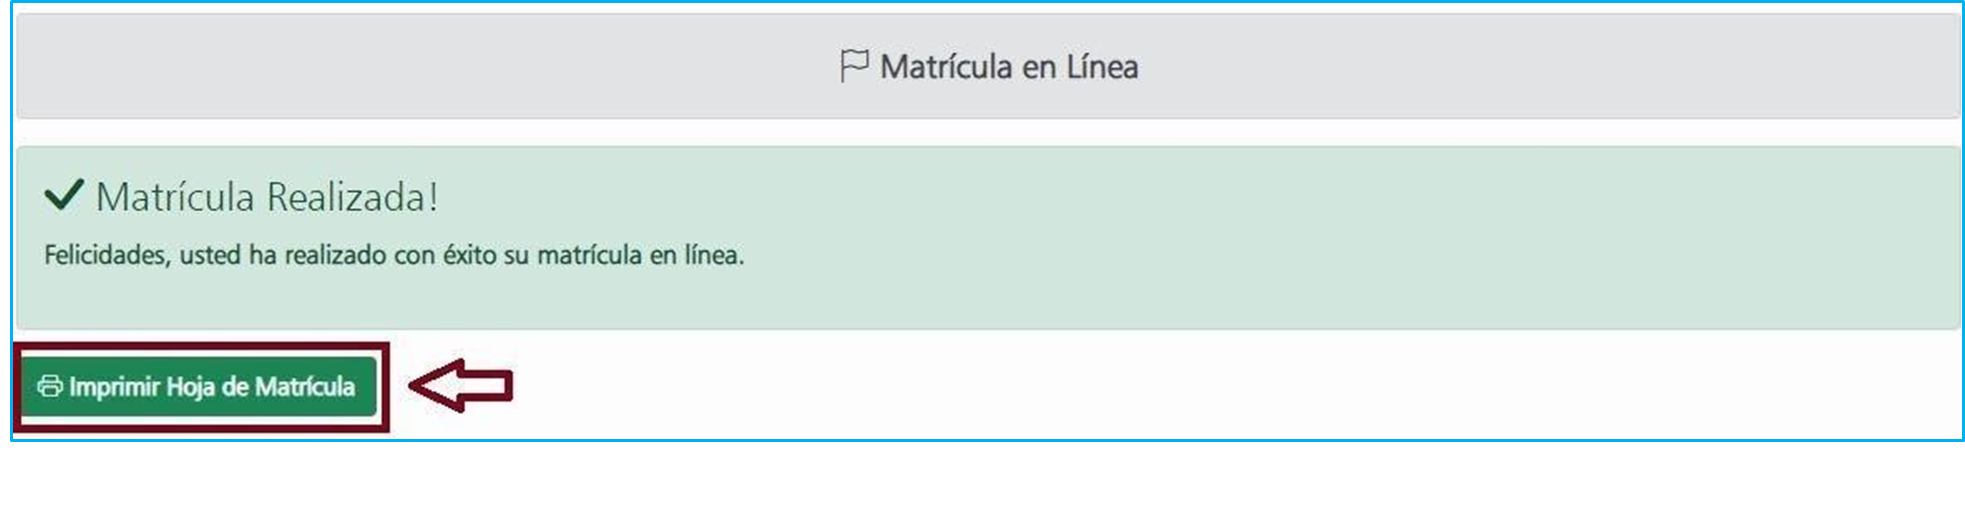 Matrícula en Línea
Matrícula Realizada!
Felicidades, usted ha realizado con éxito su matrícula en línea.
Imprimir Hoja de Matrícula